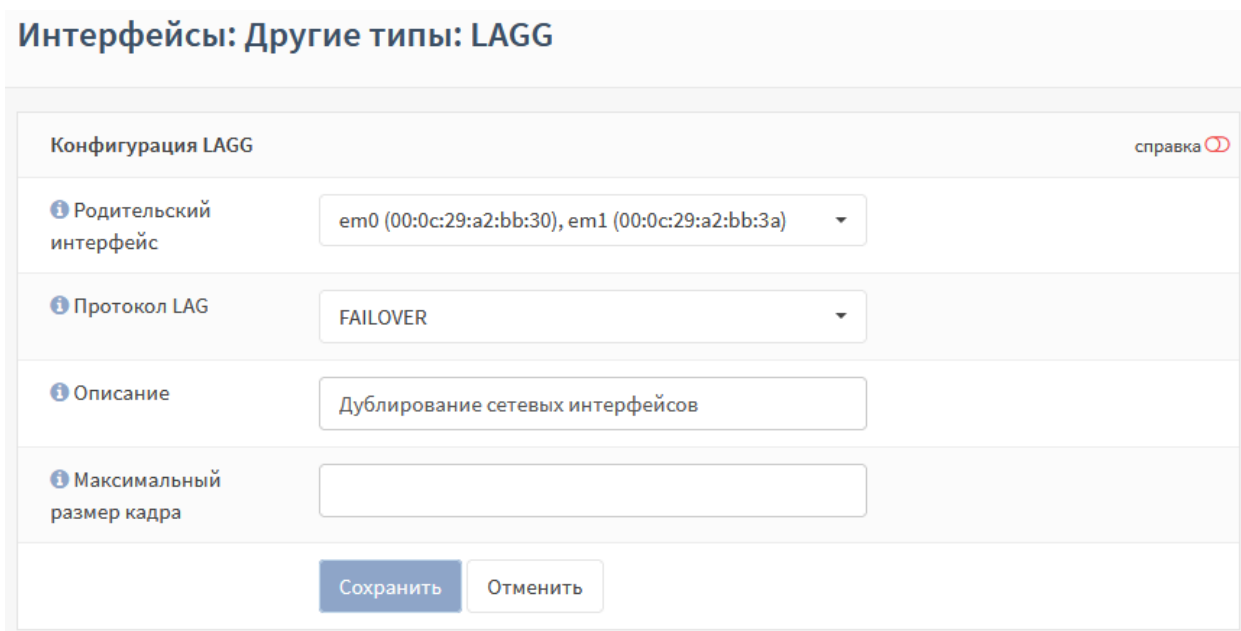 Интерфейсы: Другие типы: LAGG
Конфигурация LAGG
справка
Родительский
интерфейс
em0 (00:0c:29:a2:bb:30), em1 (00:0c:29:a2:bb:3a)
Протокол LAG
FAILOVER
Описание
Дублирование сетевых интерфейсов
Максимальный
размер кадра
Сохранить
Отменить